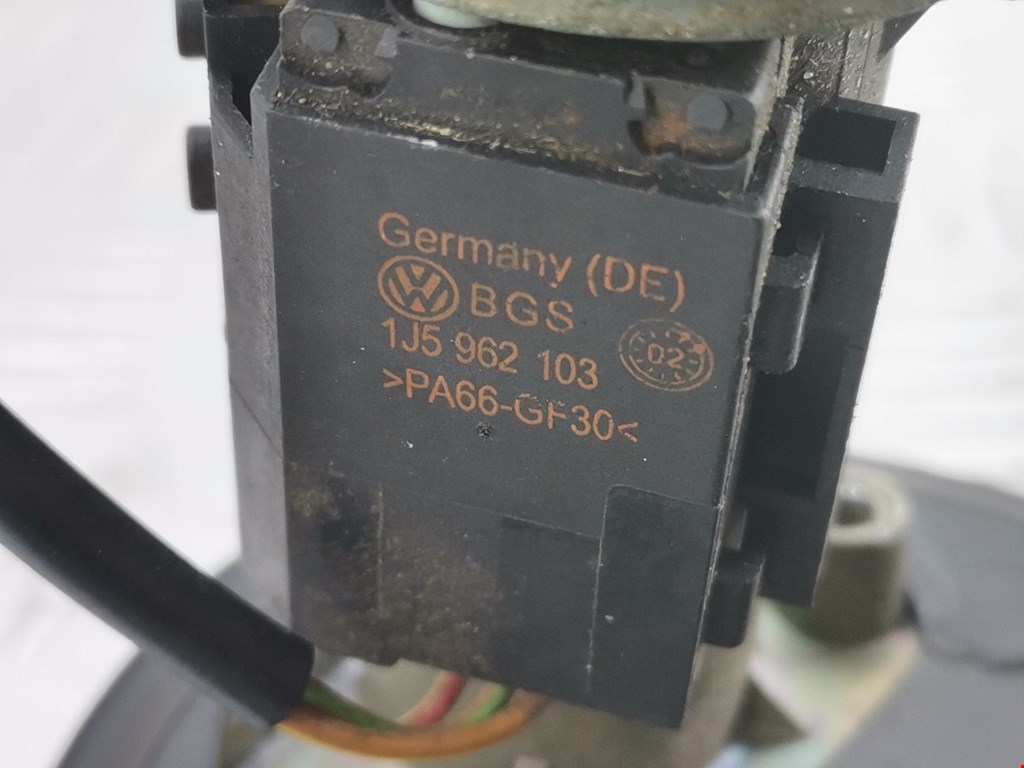 Germany (DE)
BGS
1J5 962 103
02
>PA66-GF30<